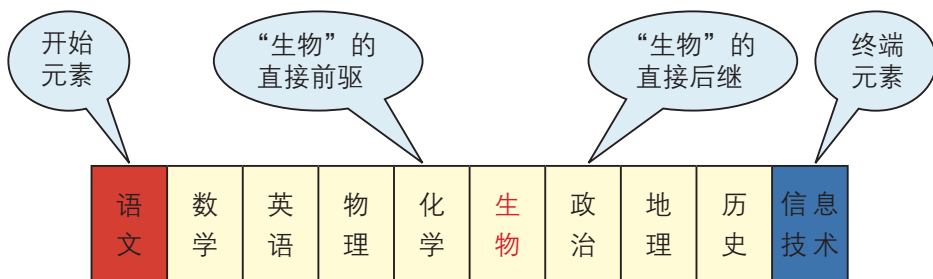 开始
元素
“生物”的
直接前驱
“生物”的
直接后继
终端
元素
语文
数学
英语
物理
化学
生物
政治
地理
历史
信息
技术